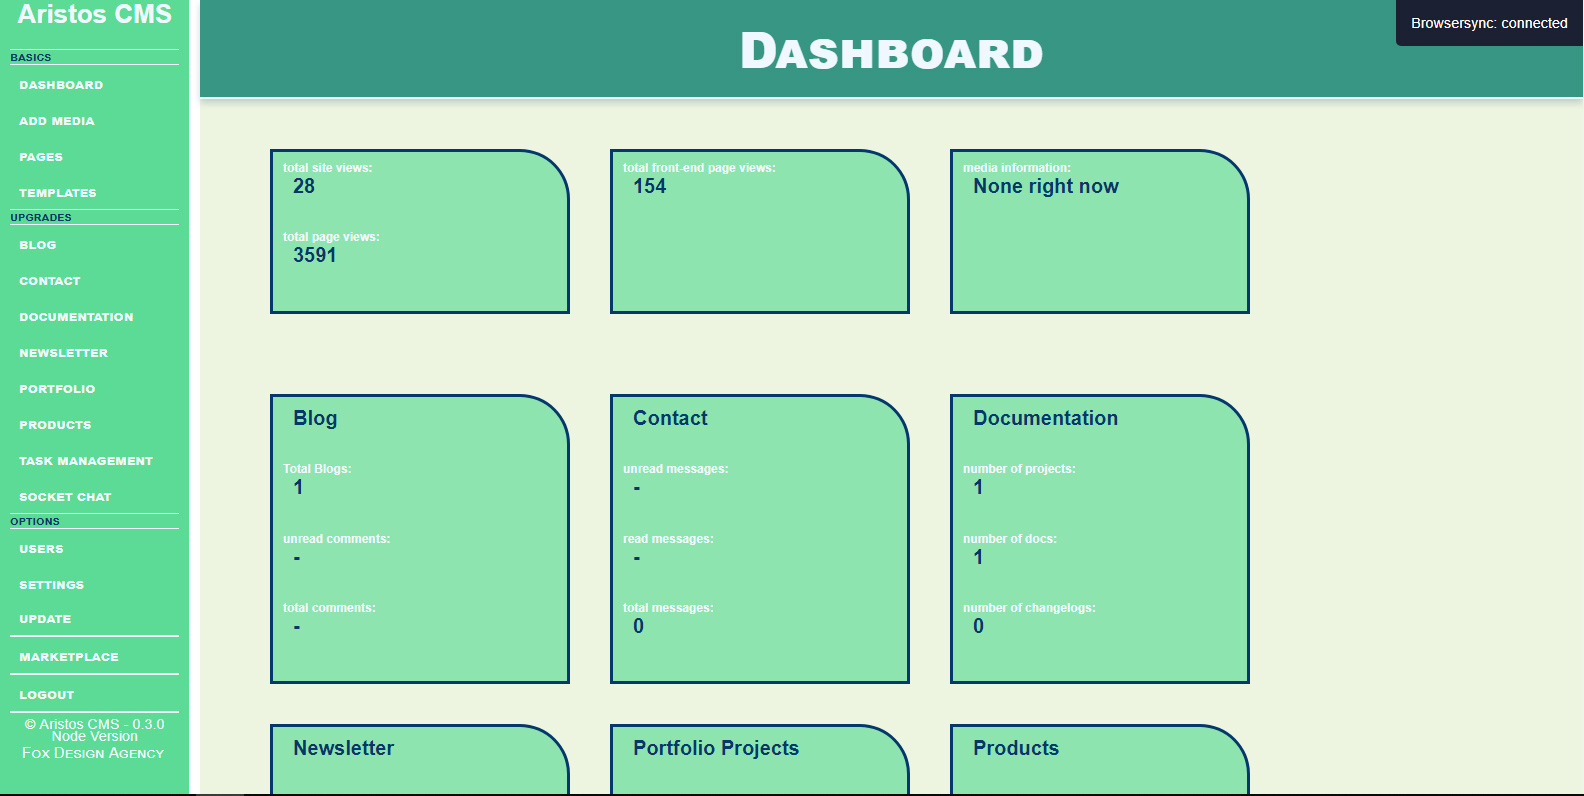 Aristos CMS
BASICS
DASHBOARD
ADD MEDIA
PAGES
TEMPLATES
UPGRADES
BLOG
CONTACT
DOCUMENTATION
NEWSLETTER
PORTFOLIO
PRODUCTS
TASK MANAGEMENT
SOCKET CHAT
OPTIONS
USERS
SETTINGS
UPDATE
MARKETPLACE
LOGOUT
© Aristos CMS - 0.3.0
Node Version
Fox Design Agency
Dashboard
Browsersync: connected
total site views:
28
total page views:
3591
total front-end page views:
154
media information:
None right now
Blog
Total Blogs:
1
unread comments:
-
total comments:
-
Contact
unread messages:
-
read messages:
-
total messages:
0
Documentation
number of projects:
1
number of docs:
1
number of changelogs:
0
Newsletter
Portfolio Projects
Products